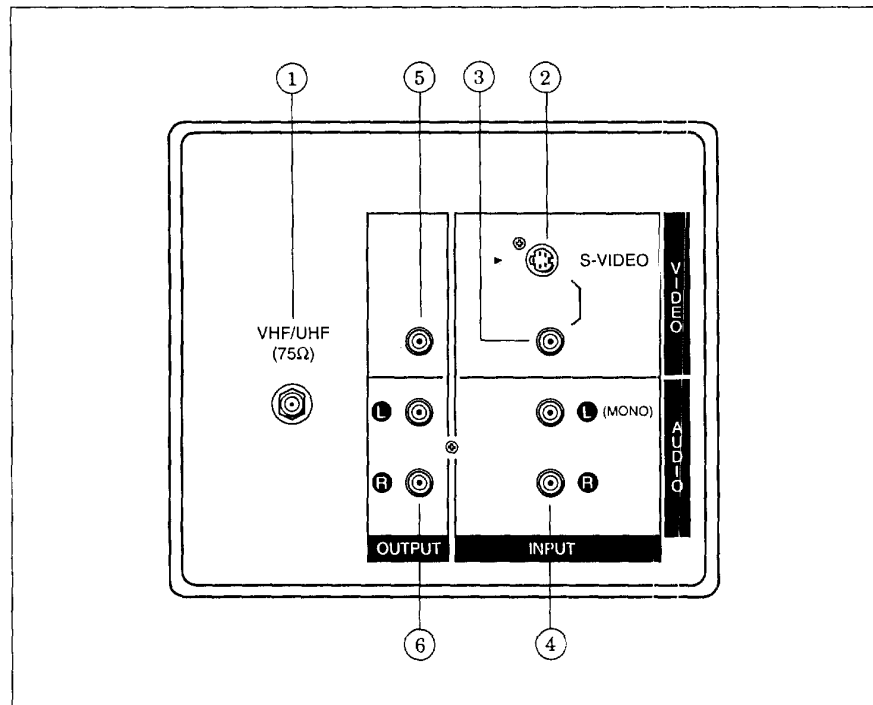 ① ⑤ ③ ②
S-VIDEO
VIDEO
VHF/UHF
(75Ω)
L L (MONO)
AUDIO
R R
OUTPUT INPUT
⑥ ④